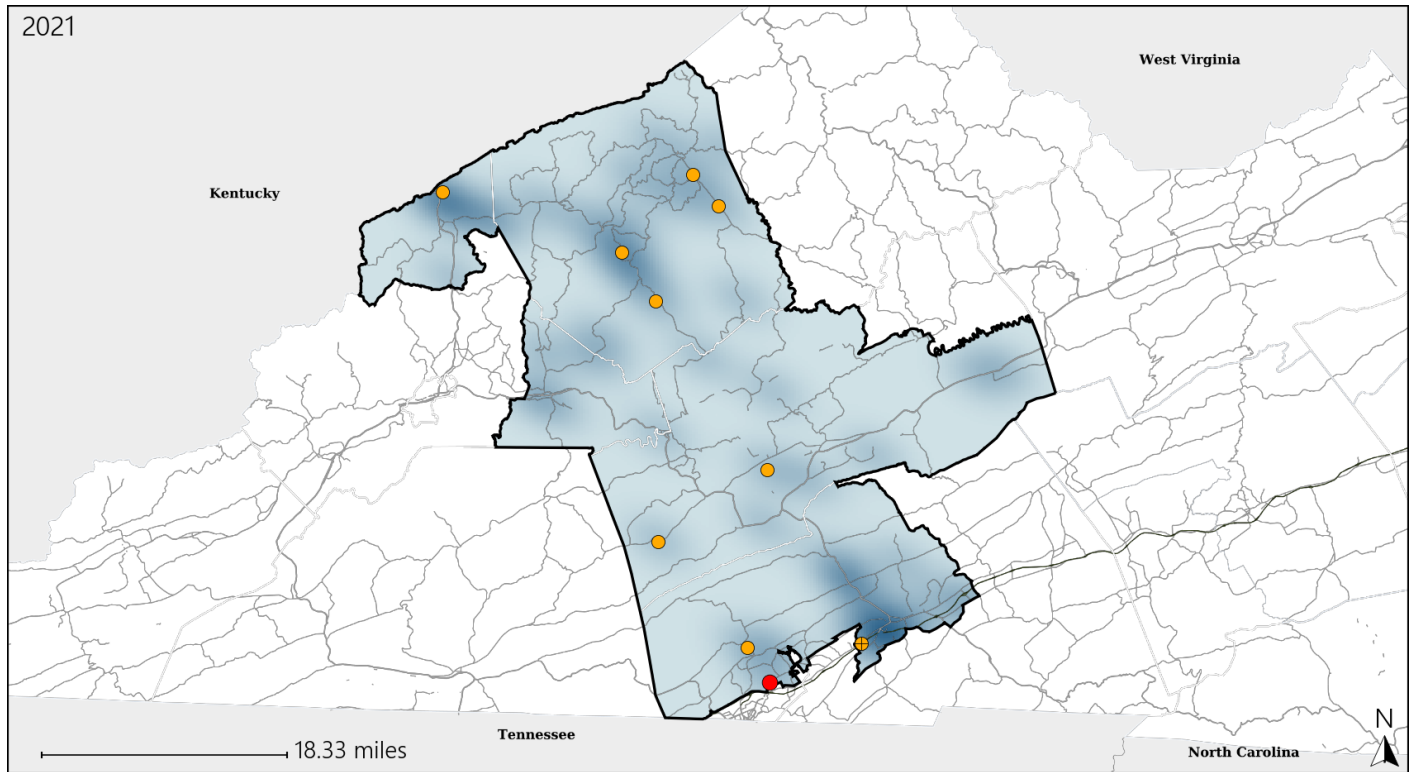 2021
West Virginia
Kentucky
Tennessee
18.33 miles
N
North Carolina